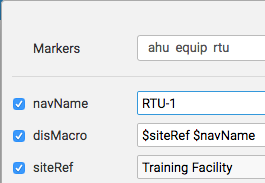 Markers ahu equip rtu
navName RTU-1
disMacro $siteRef $navName
siteRef Training Facility